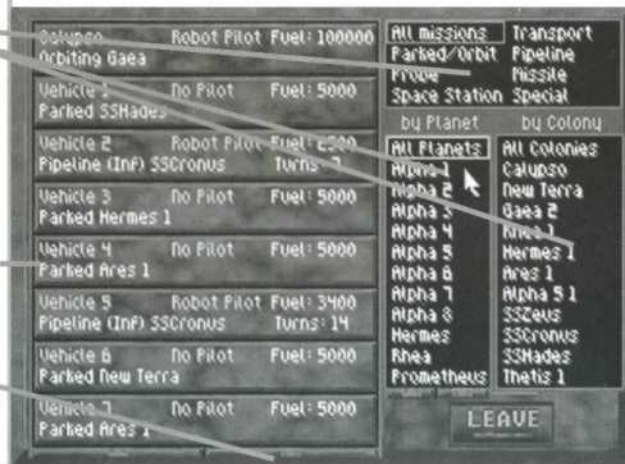 Calypso Robot Pilot Fuel: 100000
Orbiting Gaea
Vehicle 1 No Pilot Fuel: 5000
Parked SSHades
Vehicle 2 Robot Pilot Fuel: 2500
Pipeline (Inf) SSCronus Turns: 7
Vehicle 3 No Pilot Fuel: 5000
Parked Hermes 1
Vehicle 4 No Pilot Fuel: 5000
Parked Ares 1
Vehicle 5 Robot Pilot Fuel: 3400
Pipeline (Inf) SSCronus Turns: 14
Vehicle 6 No Pilot Fuel: 5000
Parked New Terra
Vehicle 7 No Pilot Fuel: 5000
Parked Ares 1
All missions Transport
Parked/Orbit Pipeline
Probe Missile
Space Station Special
by Planet by Colony
All Planets All Colonies
Alpha 1 Calypso
Alpha 2 New Terra
Alpha 3 Gaea 2
Alpha 4 Rhea 1
Alpha 5 Hermes 1
Alpha 6 Ares 1
Alpha 7 Alpha 5 1
Alpha 8 SSZeus
Hermes SSCronus
Rhea SSHades
Prometheus Thetis 1
LEAVE